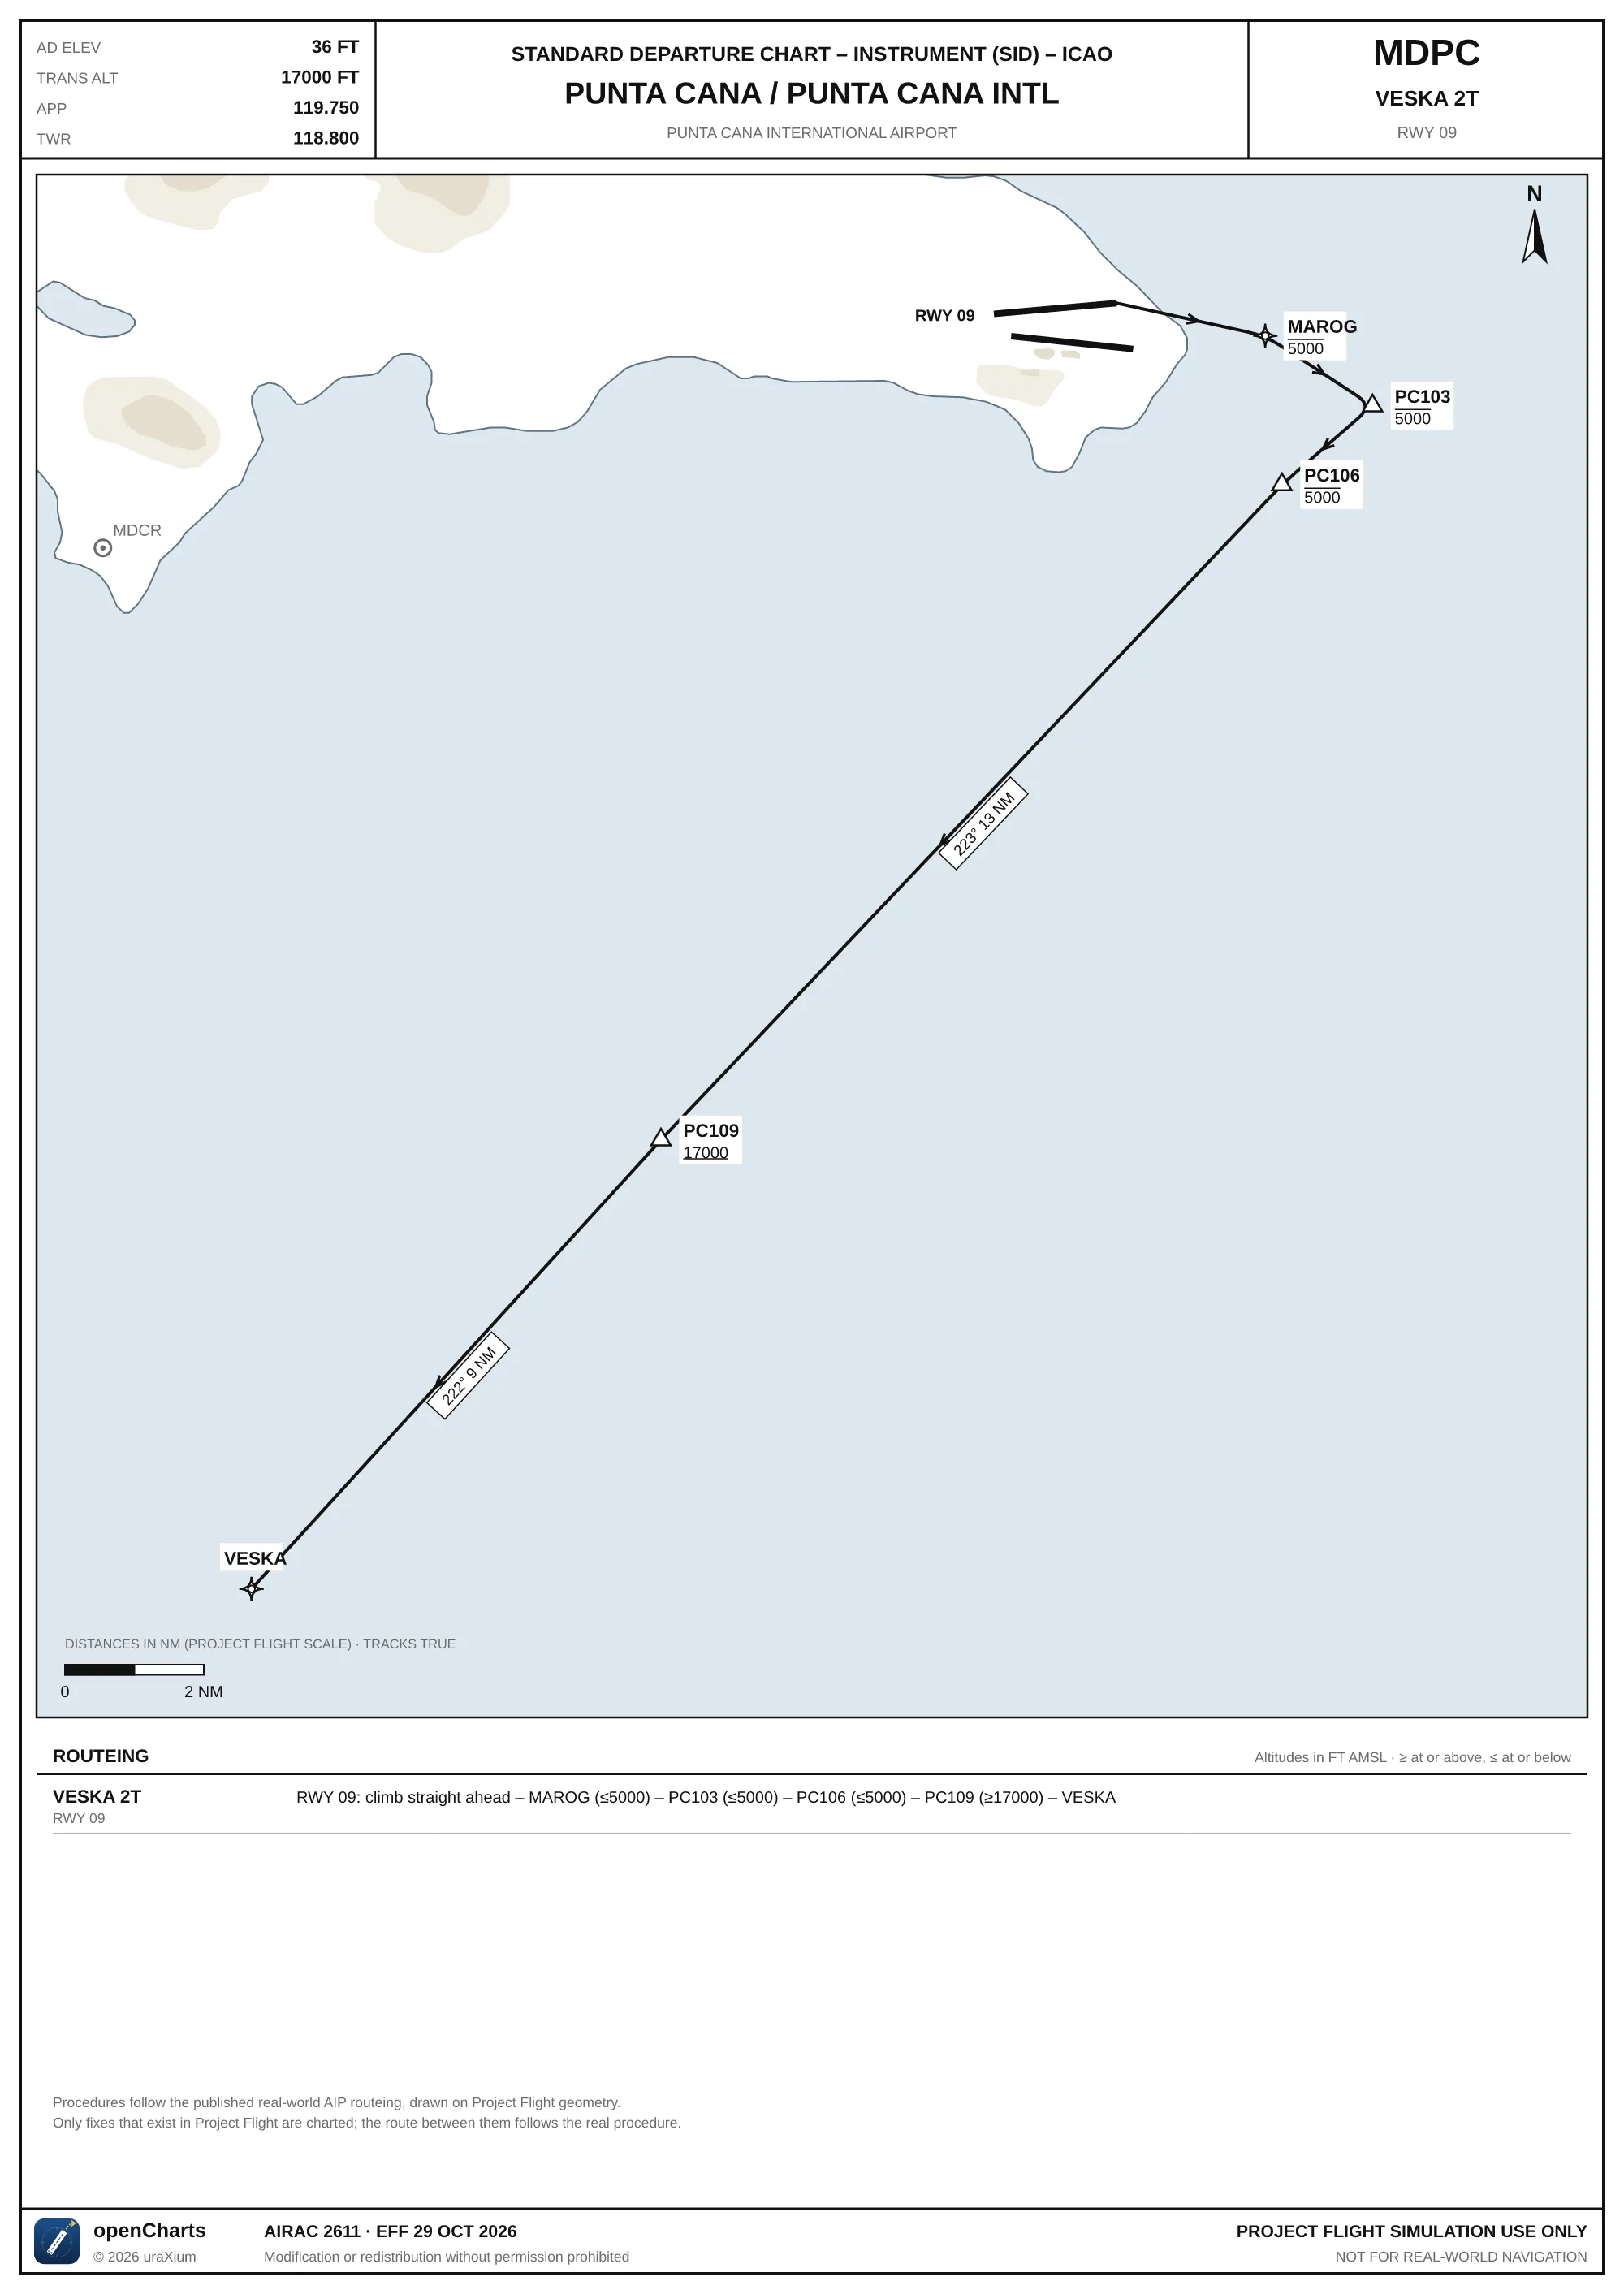 AD ELEV 36 FT
TRANS ALT 17000 FT
APP 119.750
TWR 118.800
STANDARD DEPARTURE CHART – INSTRUMENT (SID) – ICAO
PUNTA CANA / PUNTA CANA INTL
PUNTA CANA INTERNATIONAL AIRPORT
MDPC
VESKA 2T
RWY 09
N
RWY 09
MAROG
5000
PC103
5000
PC106
5000
MDCR
223° 13 NM
PC109
17000
222° 9 NM
VESKA
DISTANCES IN NM (PROJECT FLIGHT SCALE) · TRACKS TRUE
0 2 NM
ROUTEING Altitudes in FT AMSL · ≥ at or above, ≤ at or below
VESKA 2T RWY 09: climb straight ahead – MAROG (≤5000) – PC103 (≤5000) – PC106 (≤5000) – PC109 (≥17000) – VESKA
RWY 09
Procedures follow the published real-world AIP routeing, drawn on Project Flight geometry.
Only fixes that exist in Project Flight are charted; the route between them follows the real procedure.
openCharts AIRAC 2611 · EFF 29 OCT 2026 PROJECT FLIGHT SIMULATION USE ONLY
© 2026 uraXium Modification or redistribution without permission prohibited NOT FOR REAL-WORLD NAVIGATION